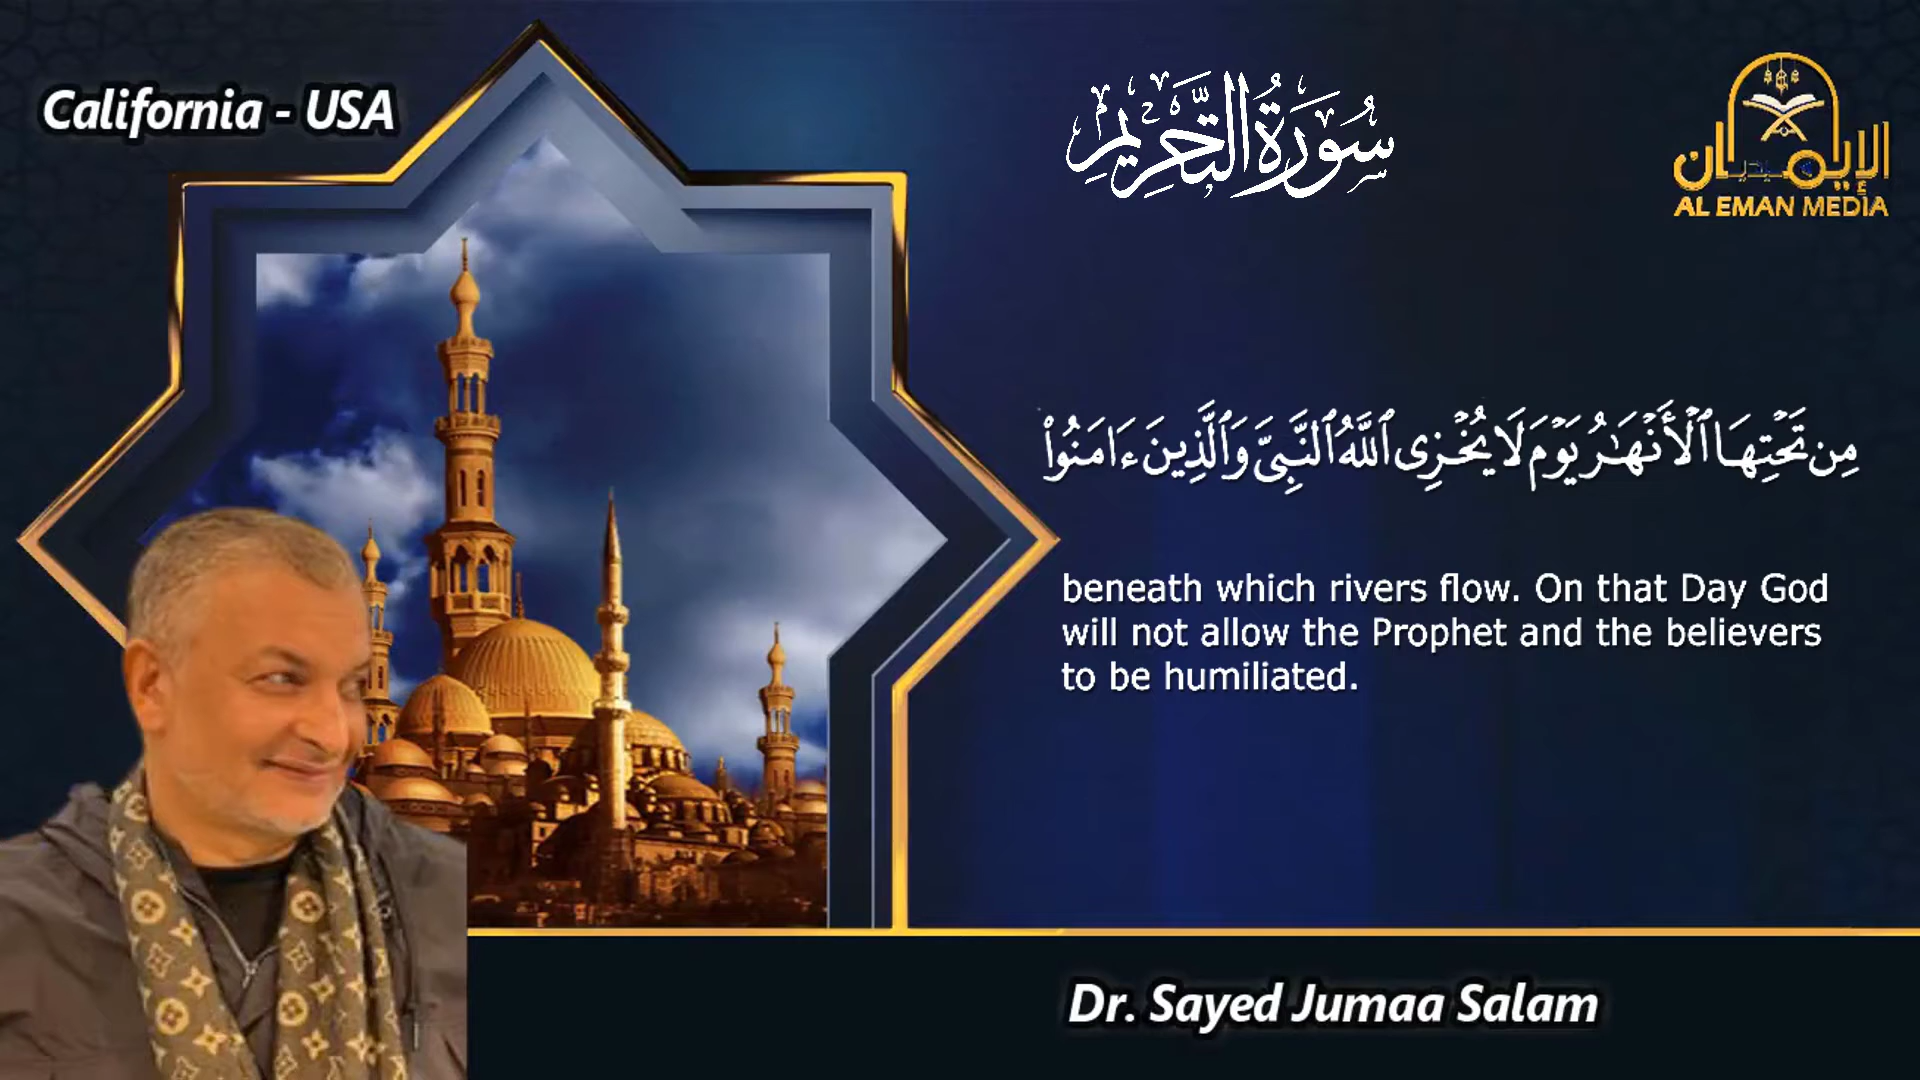 California - USA
سُورَةُ التَّحْرِيمِ
الإيمان
AL EMAN MEDIA
مِن تَحْتِهَا ٱلْأَنْهَـٰرُ يَوْمَ لَا يُخْزِى ٱللَّهُ ٱلنَّبِىَّ وَٱلَّذِينَ ءَامَنُوا۟
beneath which rivers flow. On that Day God
will not allow the Prophet and the believers
to be humiliated.
Dr. Sayed Jumaa Salam